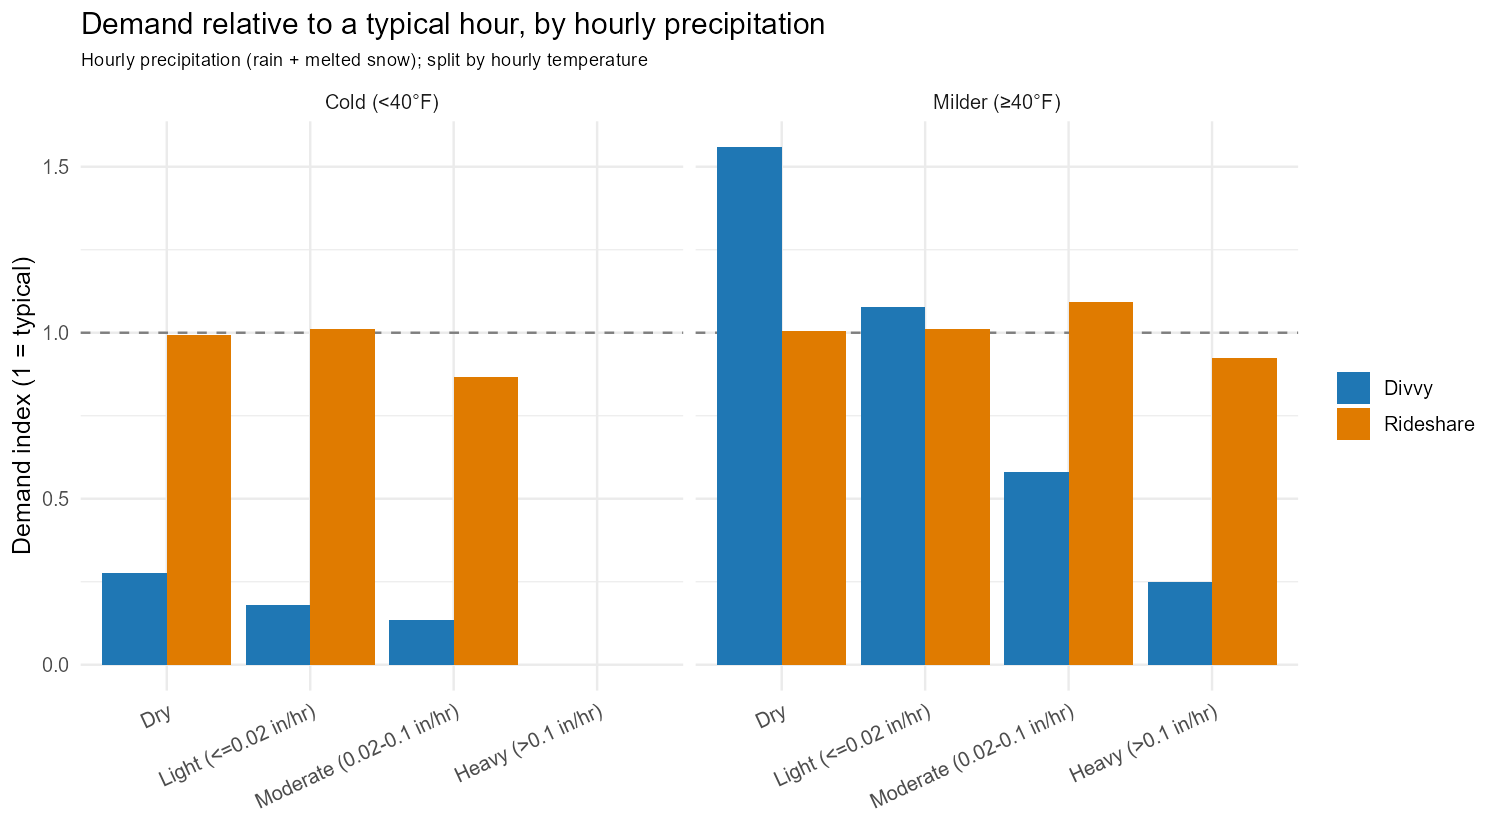 Demand relative to a typical hour, by hourly precipitation
Hourly precipitation (rain + melted snow); split by hourly temperature
Cold (<40°F)
Milder (≥40°F)
Demand index (1 = typical)
1.5
1.0
0.5
0.0
Dry
Light (<=0.02 in/hr)
Moderate (0.02-0.1 in/hr)
Heavy (>0.1 in/hr)
Dry
Light (<=0.02 in/hr)
Moderate (0.02-0.1 in/hr)
Heavy (>0.1 in/hr)
Divvy
Rideshare